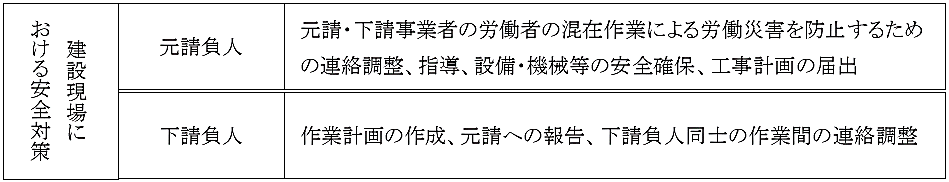 建設現場に
おける安全対策
元請負人
元請・下請事業者の労働者の混在作業による労働災害を防止するため
の連絡調整、指導、設備・機械等の安全確保、工事計画の届出
下請負人
作業計画の作成、元請への報告、下請負人同士の作業間の連絡調整